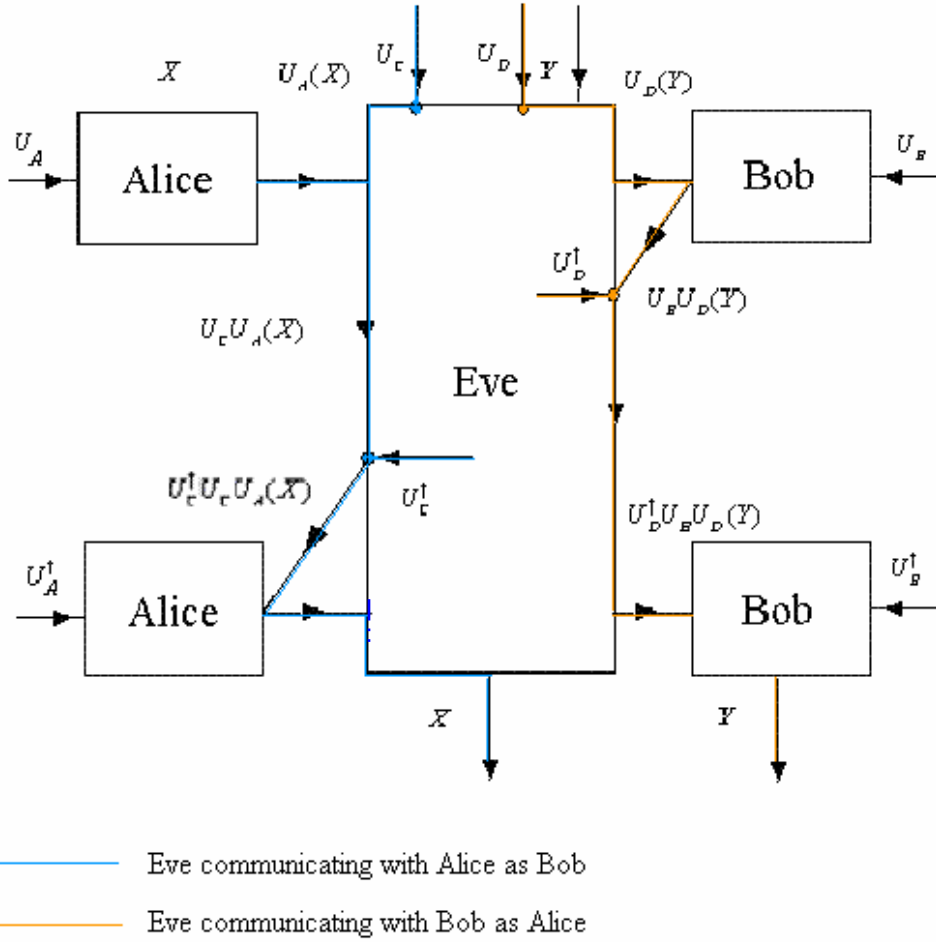 X
U_A(X)
U_C
U_D
Y
U_D(Y)
U_A
Alice
Bob
U_B
U_D^†
U_B U_D(Y)
U_C U_A(X)
Eve
U_C^† U_C U_A(X)
U_C^†
U_D^† U_B U_D(Y)
U_A^†
Alice
Bob
U_B^†
X
Y
Eve communicating with Alice as Bob
Eve communicating with Bob as Alice